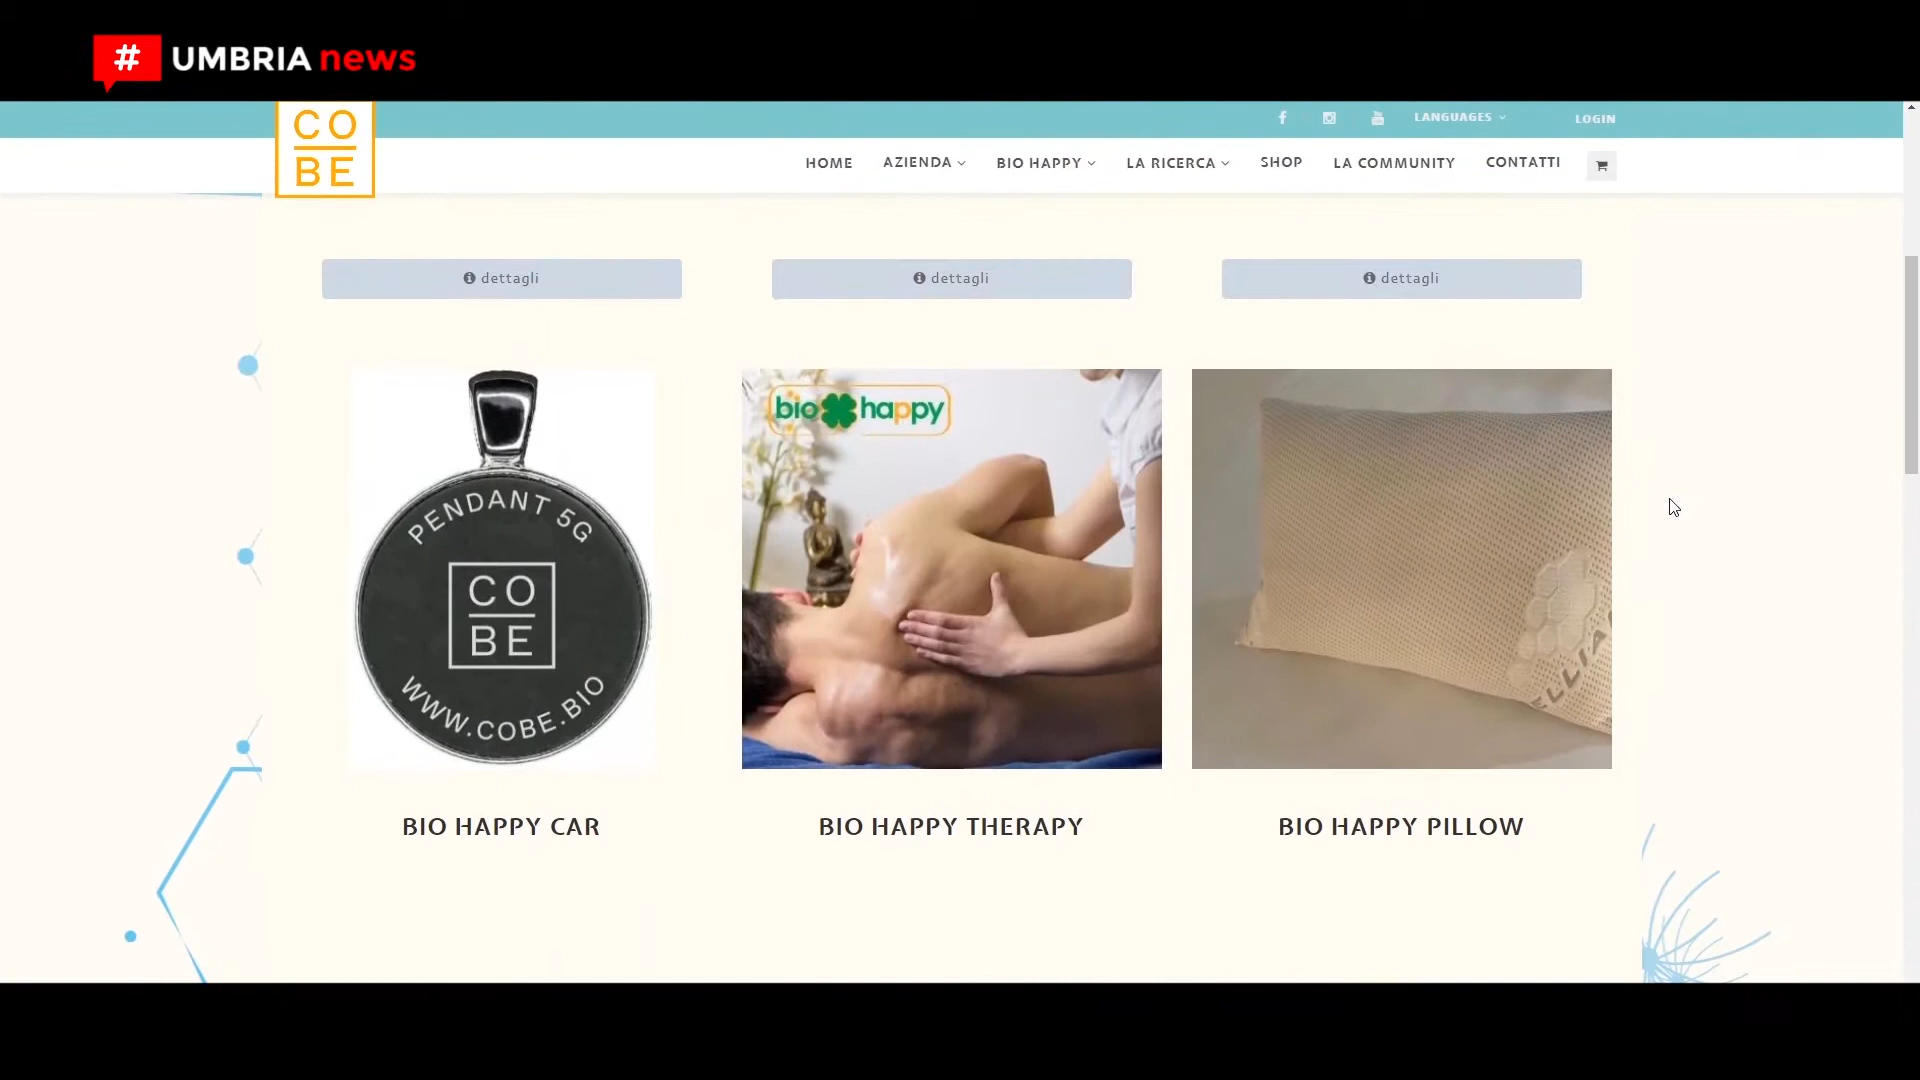 # UMBRIA news
CO
BE
LANGUAGES
LOGIN
HOME
AZIENDA
BIO HAPPY
LA RICERCA
SHOP
LA COMMUNITY
CONTATTI
dettagli
dettagli
dettagli
PENDANT 5G
CO
BE
WWW.COBE.BIO
bio happy
BIO HAPPY CAR
BIO HAPPY THERAPY
BIO HAPPY PILLOW